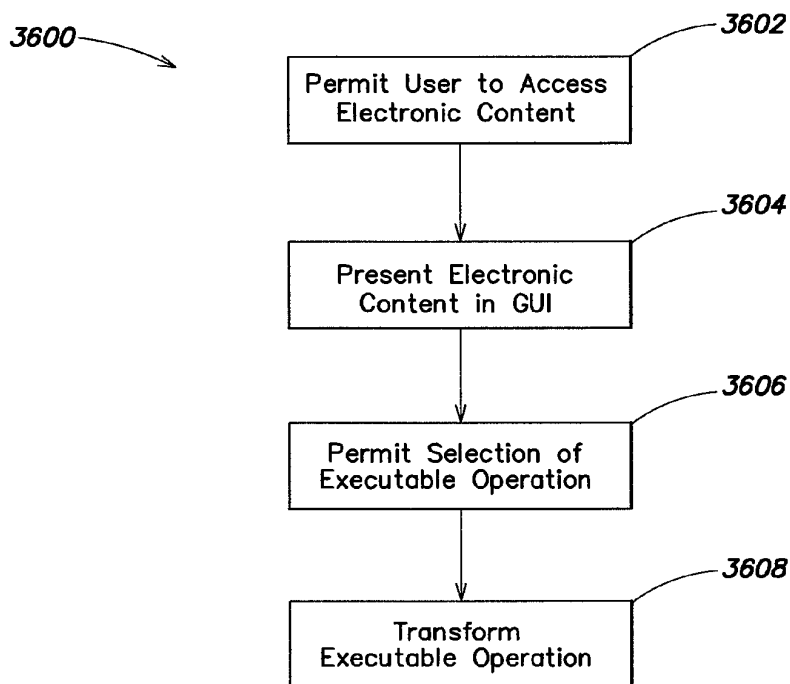 3600
3602
Permit User to Access
Electronic Content
3604
Present Electronic
Content in GUI
3606
Permit Selection of
Executable Operation
3608
Transform
Executable Operation